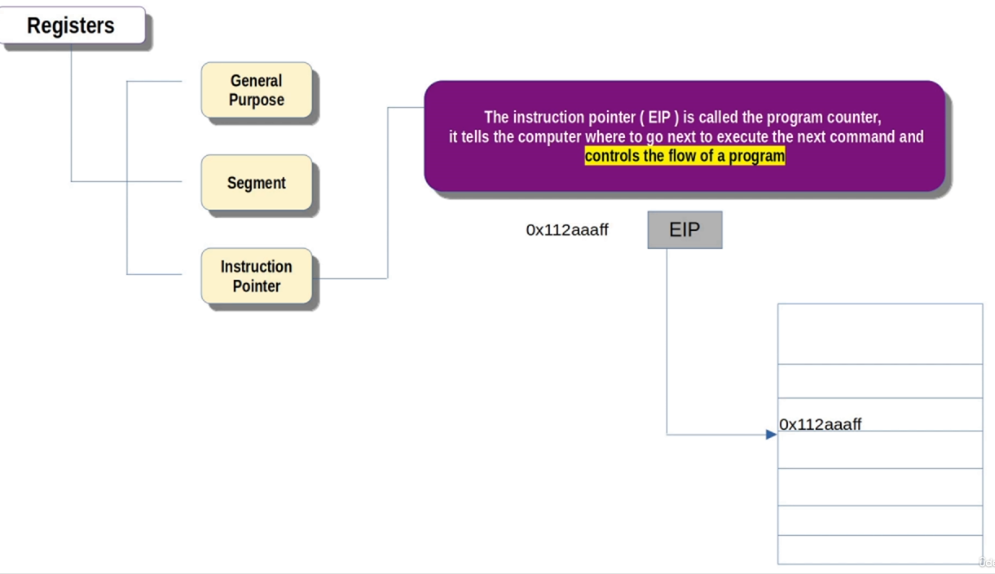 Registers
General
Purpose
Segment
Instruction
Pointer
The instruction pointer ( EIP ) is called the program counter,
it tells the computer where to go next to execute the next command and
controls the flow of a program
0x112aaaff
EIP
0x112aaaff